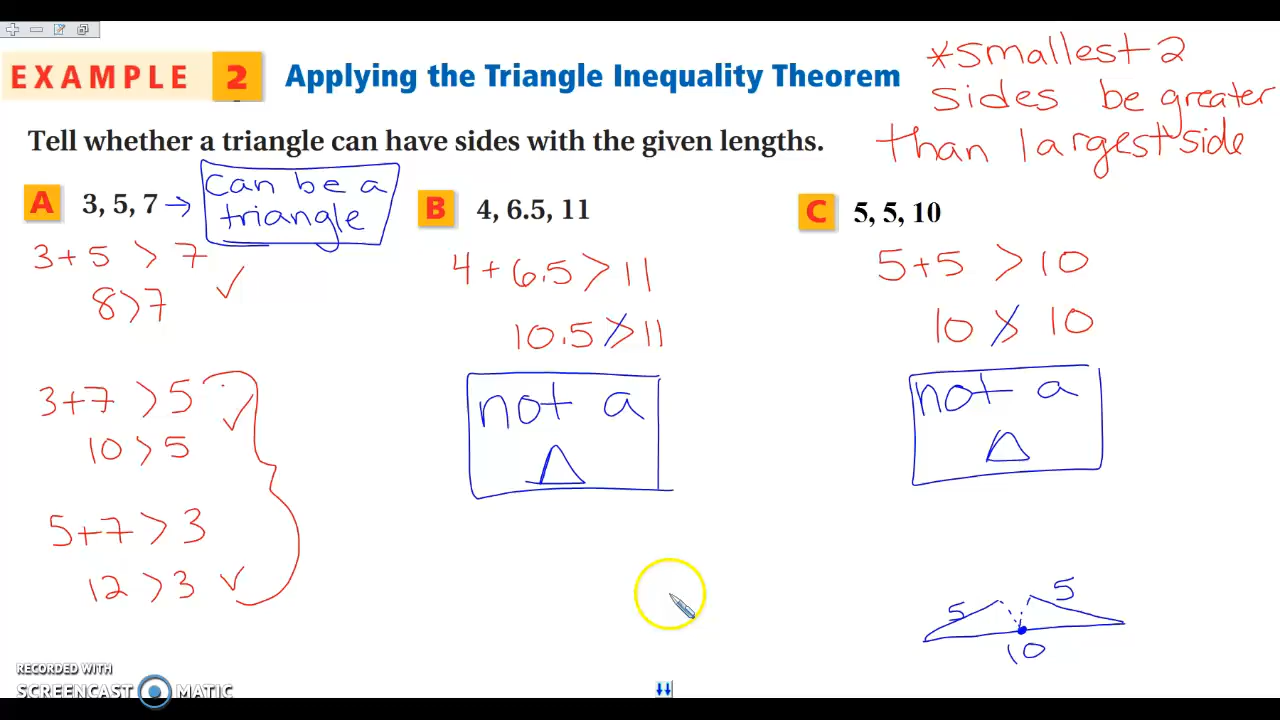 EXAMPLE 2 Applying the Triangle Inequality Theorem
*smallest 2
sides be greater
than largest side
Tell whether a triangle can have sides with the given lengths.
A 3, 5, 7 →
can be a
triangle
3+5 > 7
8>7 ✓
3+7 >5 ✓
10 >5
5+7 >3
12 >3 ✓
B 4, 6.5, 11
4+6.5 >11
10.5 ≯ 11
not a
△
C 5, 5, 10
5+5 >10
10 ≯ 10
not a
△
5 5
10
RECORDED WITH
SCREENCAST MATIC